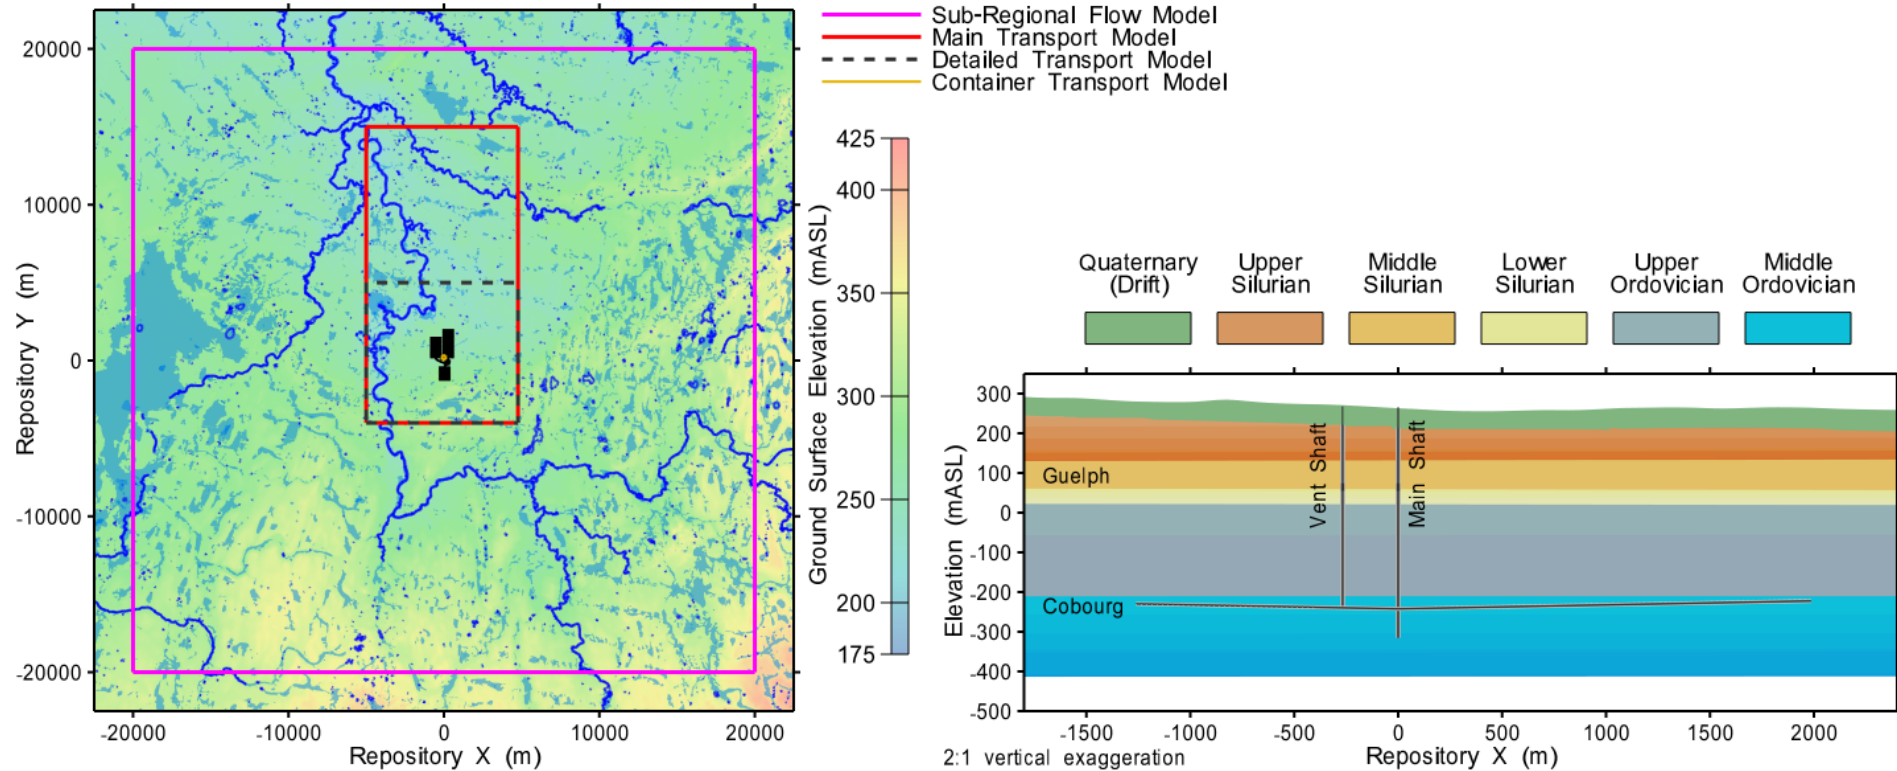 Sub-Regional Flow Model
Main Transport Model
Detailed Transport Model
Container Transport Model
20000
10000
0
-10000
-20000
Repository Y (m)
-20000
-10000
0
10000
20000
Repository X (m)
425
400
350
300
250
200
175
Ground Surface Elevation (mASL)
Quaternary
(Drift)
Upper
Silurian
Middle
Silurian
Lower
Silurian
Upper
Ordovician
Middle
Ordovician
300
200
100
0
-100
-200
-300
-400
-500
Elevation (mASL)
Guelph
Cobourg
Vent Shaft
Main Shaft
-1500
-1000
-500
0
500
1000
1500
2000
Repository X (m)
2:1 vertical exaggeration